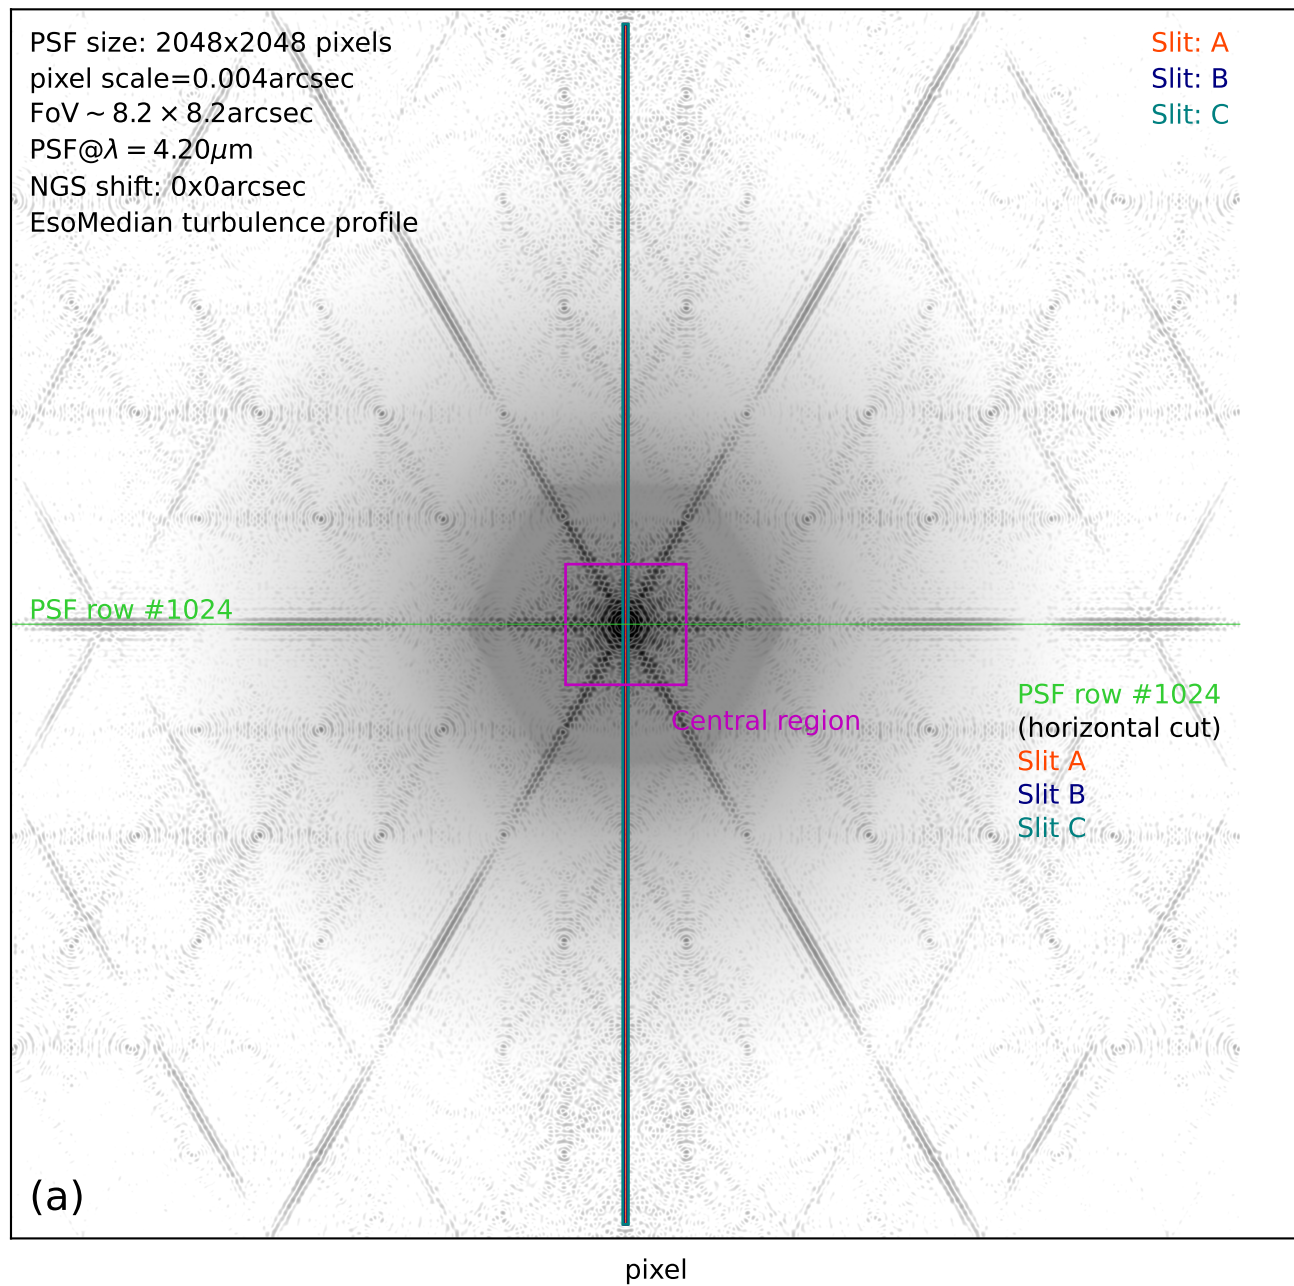 PSF size: 2048x2048 pixels
pixel scale=0.004arcsec
FoV ~ 8.2 × 8.2arcsec
PSF@λ = 4.20μm
NGS shift: 0x0arcsec
EsoMedian turbulence profile
Slit: A
Slit: B
Slit: C
PSF row #1024
PSF row #1024
(horizontal cut)
Slit A
Slit B
Slit C
Central region
(a)
pixel